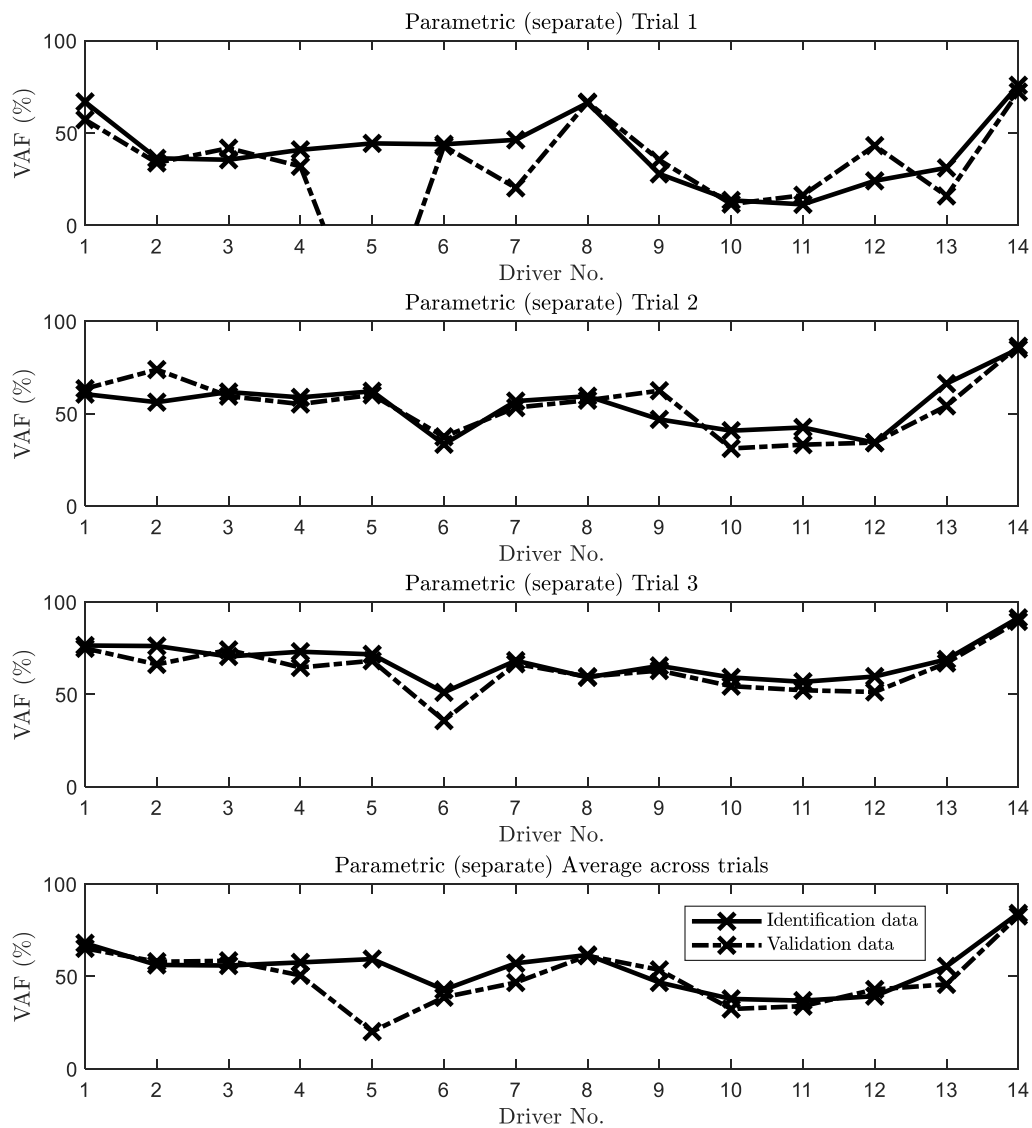 Parametric (separate) Trial 1
100
50
0
VAF (%)
1 2 3 4 5 6 7 8 9 10 11 12 13 14
Driver No.
Parametric (separate) Trial 2
100
50
0
VAF (%)
1 2 3 4 5 6 7 8 9 10 11 12 13 14
Driver No.
Parametric (separate) Trial 3
100
50
0
VAF (%)
1 2 3 4 5 6 7 8 9 10 11 12 13 14
Driver No.
Parametric (separate) Average across trials
100
50
0
VAF (%)
Identification data
Validation data
1 2 3 4 5 6 7 8 9 10 11 12 13 14
Driver No.